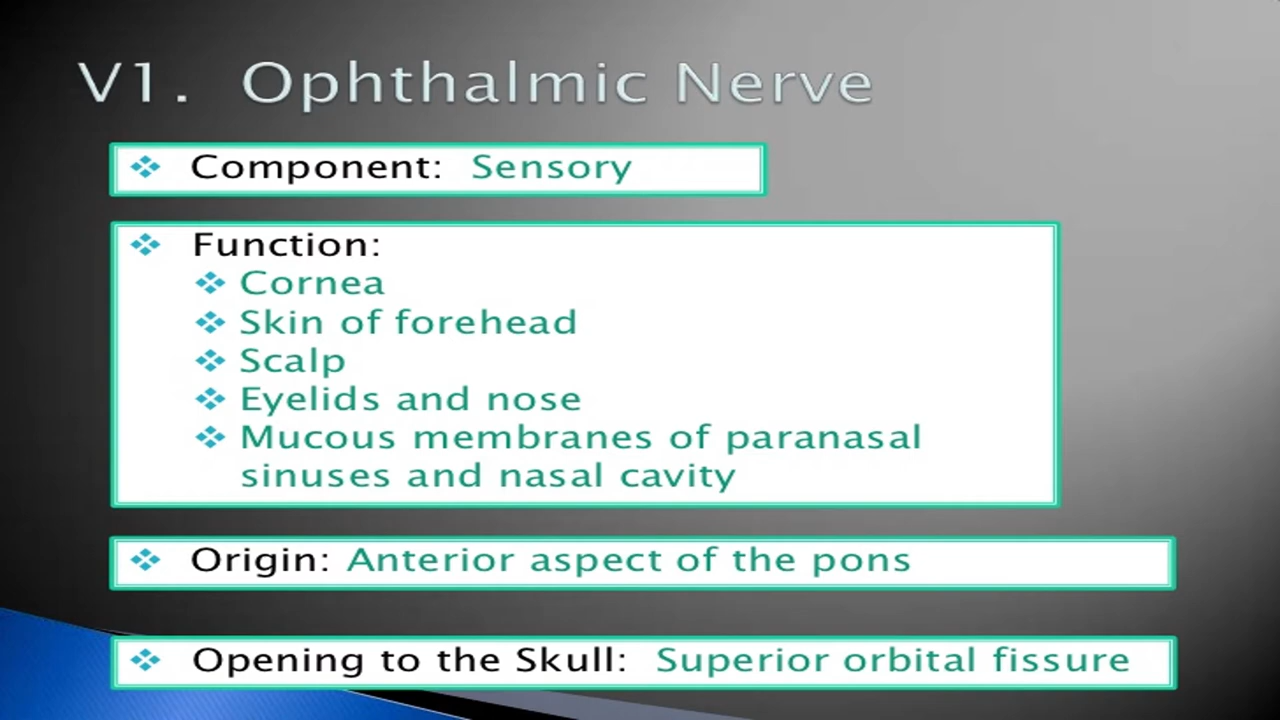 V1. Ophthalmic Nerve
Component: Sensory
Function:
Cornea
Skin of forehead
Scalp
Eyelids and nose
Mucous membranes of paranasal
sinuses and nasal cavity
Origin: Anterior aspect of the pons
Opening to the Skull: Superior orbital fissure